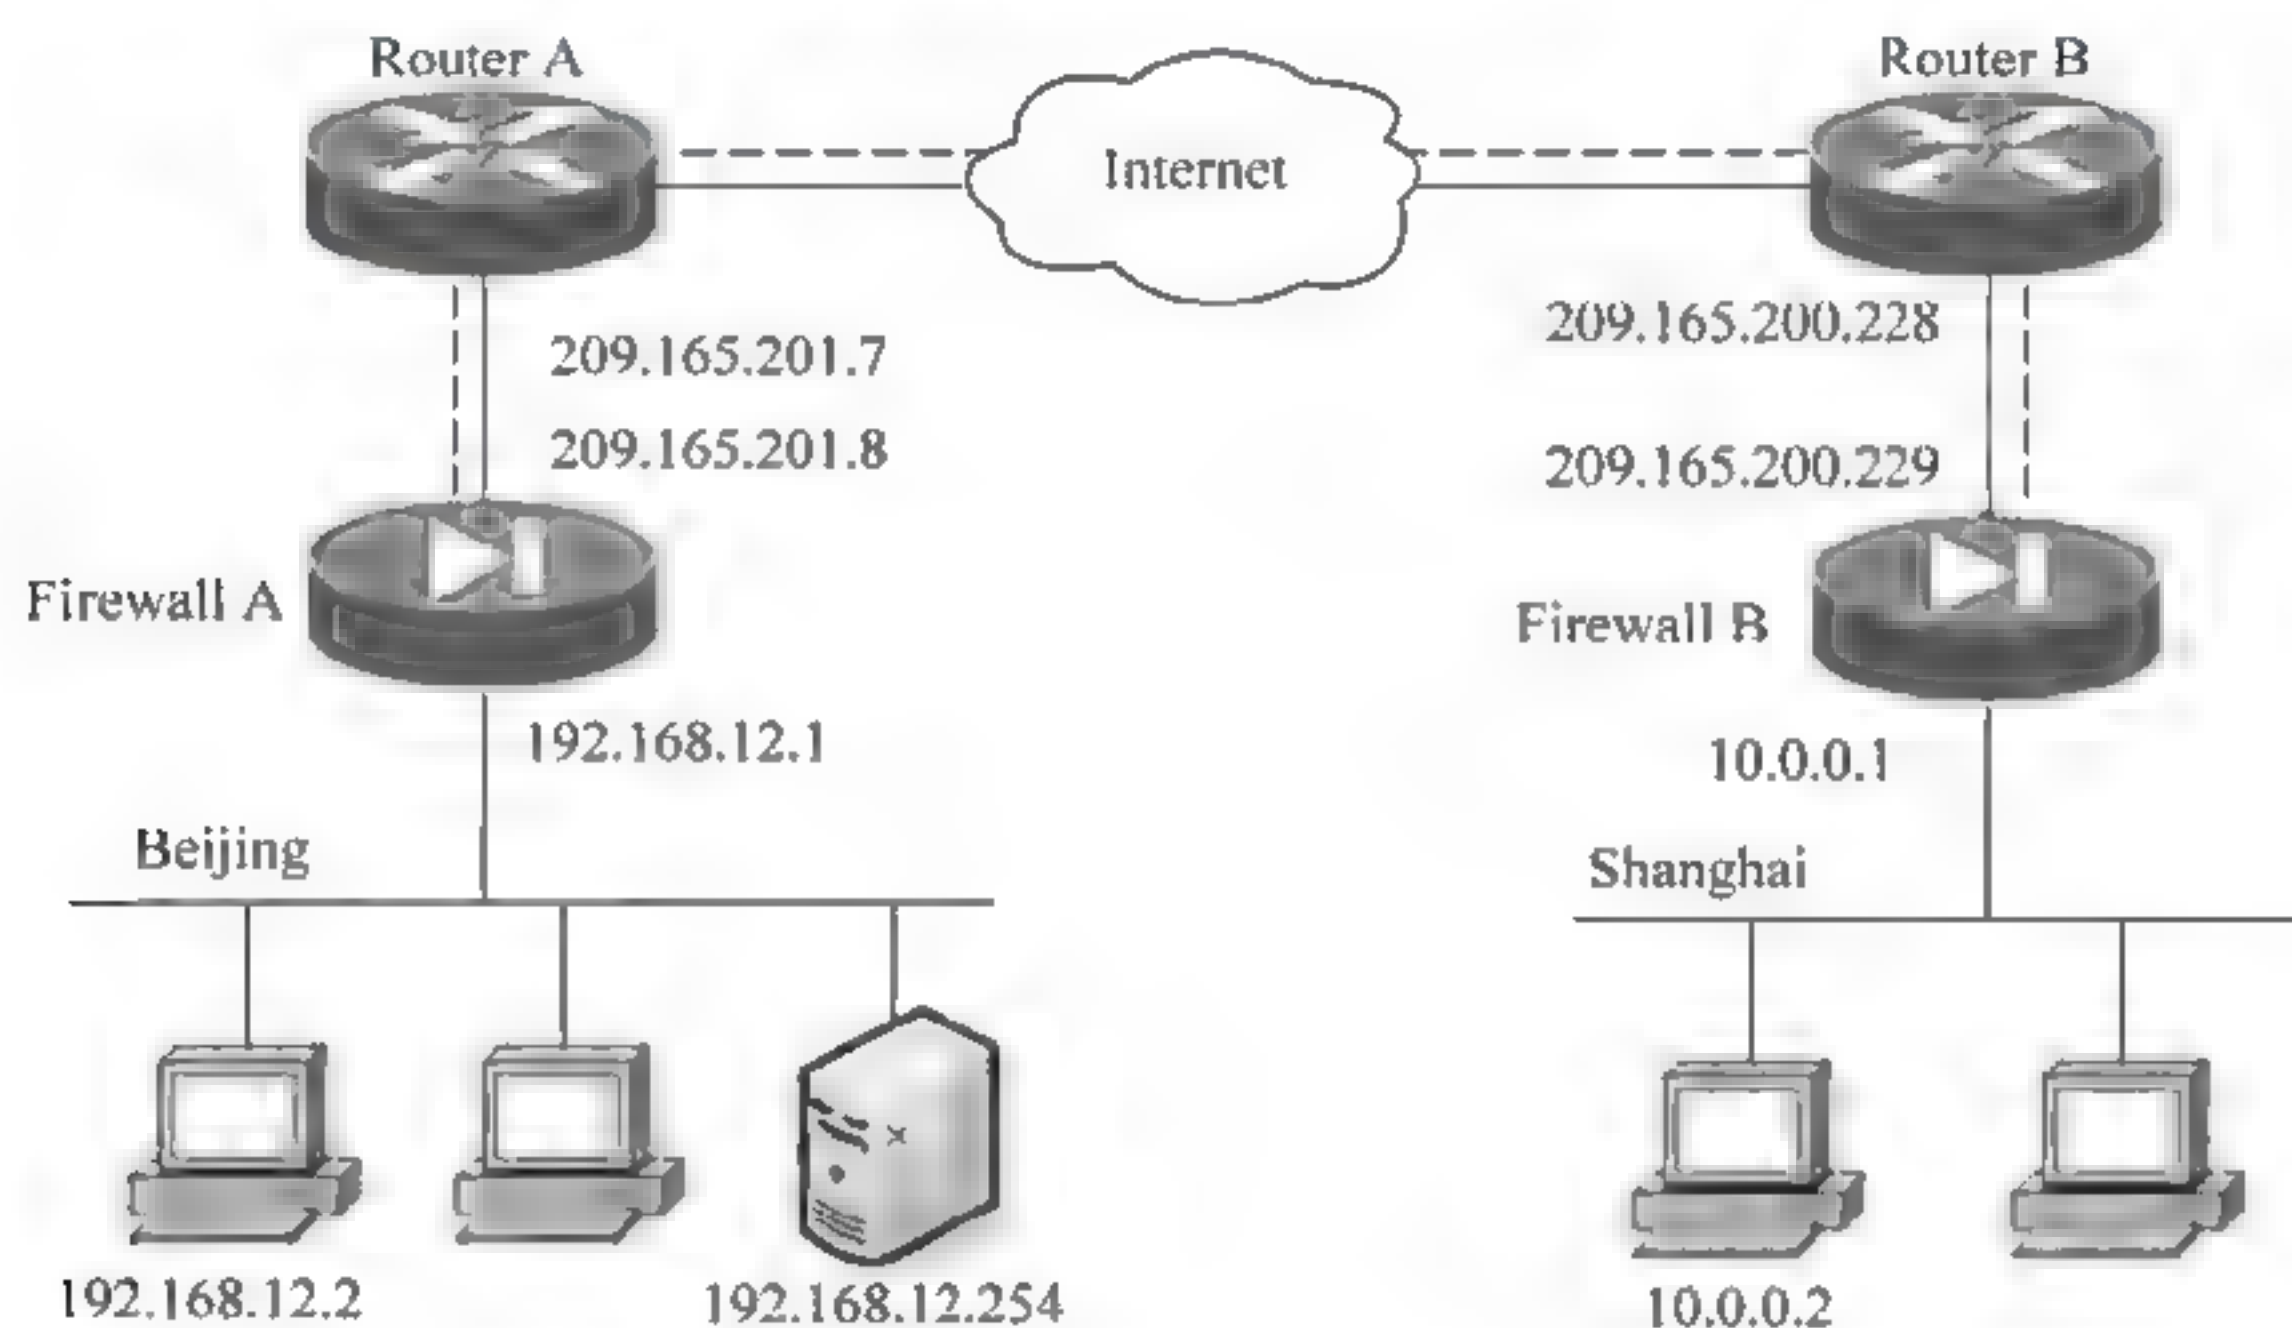 Router A
Router B
Internet
209.165.201.7
209.165.200.228
209.165.201.8
209.165.200.229
Firewall A
Firewall B
192.168.12.1
10.0.0.1
Beijing
Shanghai
192.168.12.2
192.168.12.254
10.0.0.2